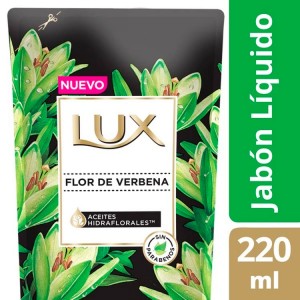 NUEVO
LUX
FLOR DE VERBENA
ACEITES
HIDRAFLORALES™
SIN
PARABENOS
Jabón Líquido
220
ml